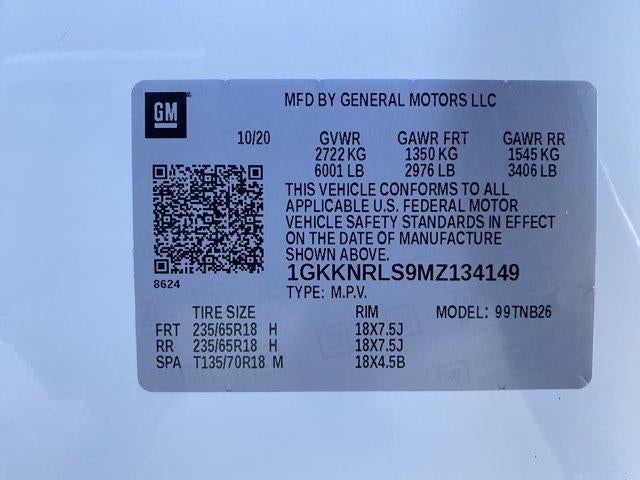 GM
MFD BY GENERAL MOTORS LLC
10/20 GVWR GAWR FRT GAWR RR
2722 KG 1350 KG 1545 KG
6001 LB 2976 LB 3406 LB
THIS VEHICLE CONFORMS TO ALL
APPLICABLE U.S. FEDERAL MOTOR
VEHICLE SAFETY STANDARDS IN EFFECT
ON THE DATE OF MANUFACTURE
SHOWN ABOVE.
1GKKNRLS9MZ134149
8624
TYPE: M.P.V.
TIRE SIZE RIM MODEL: 99TNB26
FRT 235/65R18 H 18X7.5J
RR 235/65R18 H 18X7.5J
SPA T135/70R18 M 18X4.5B